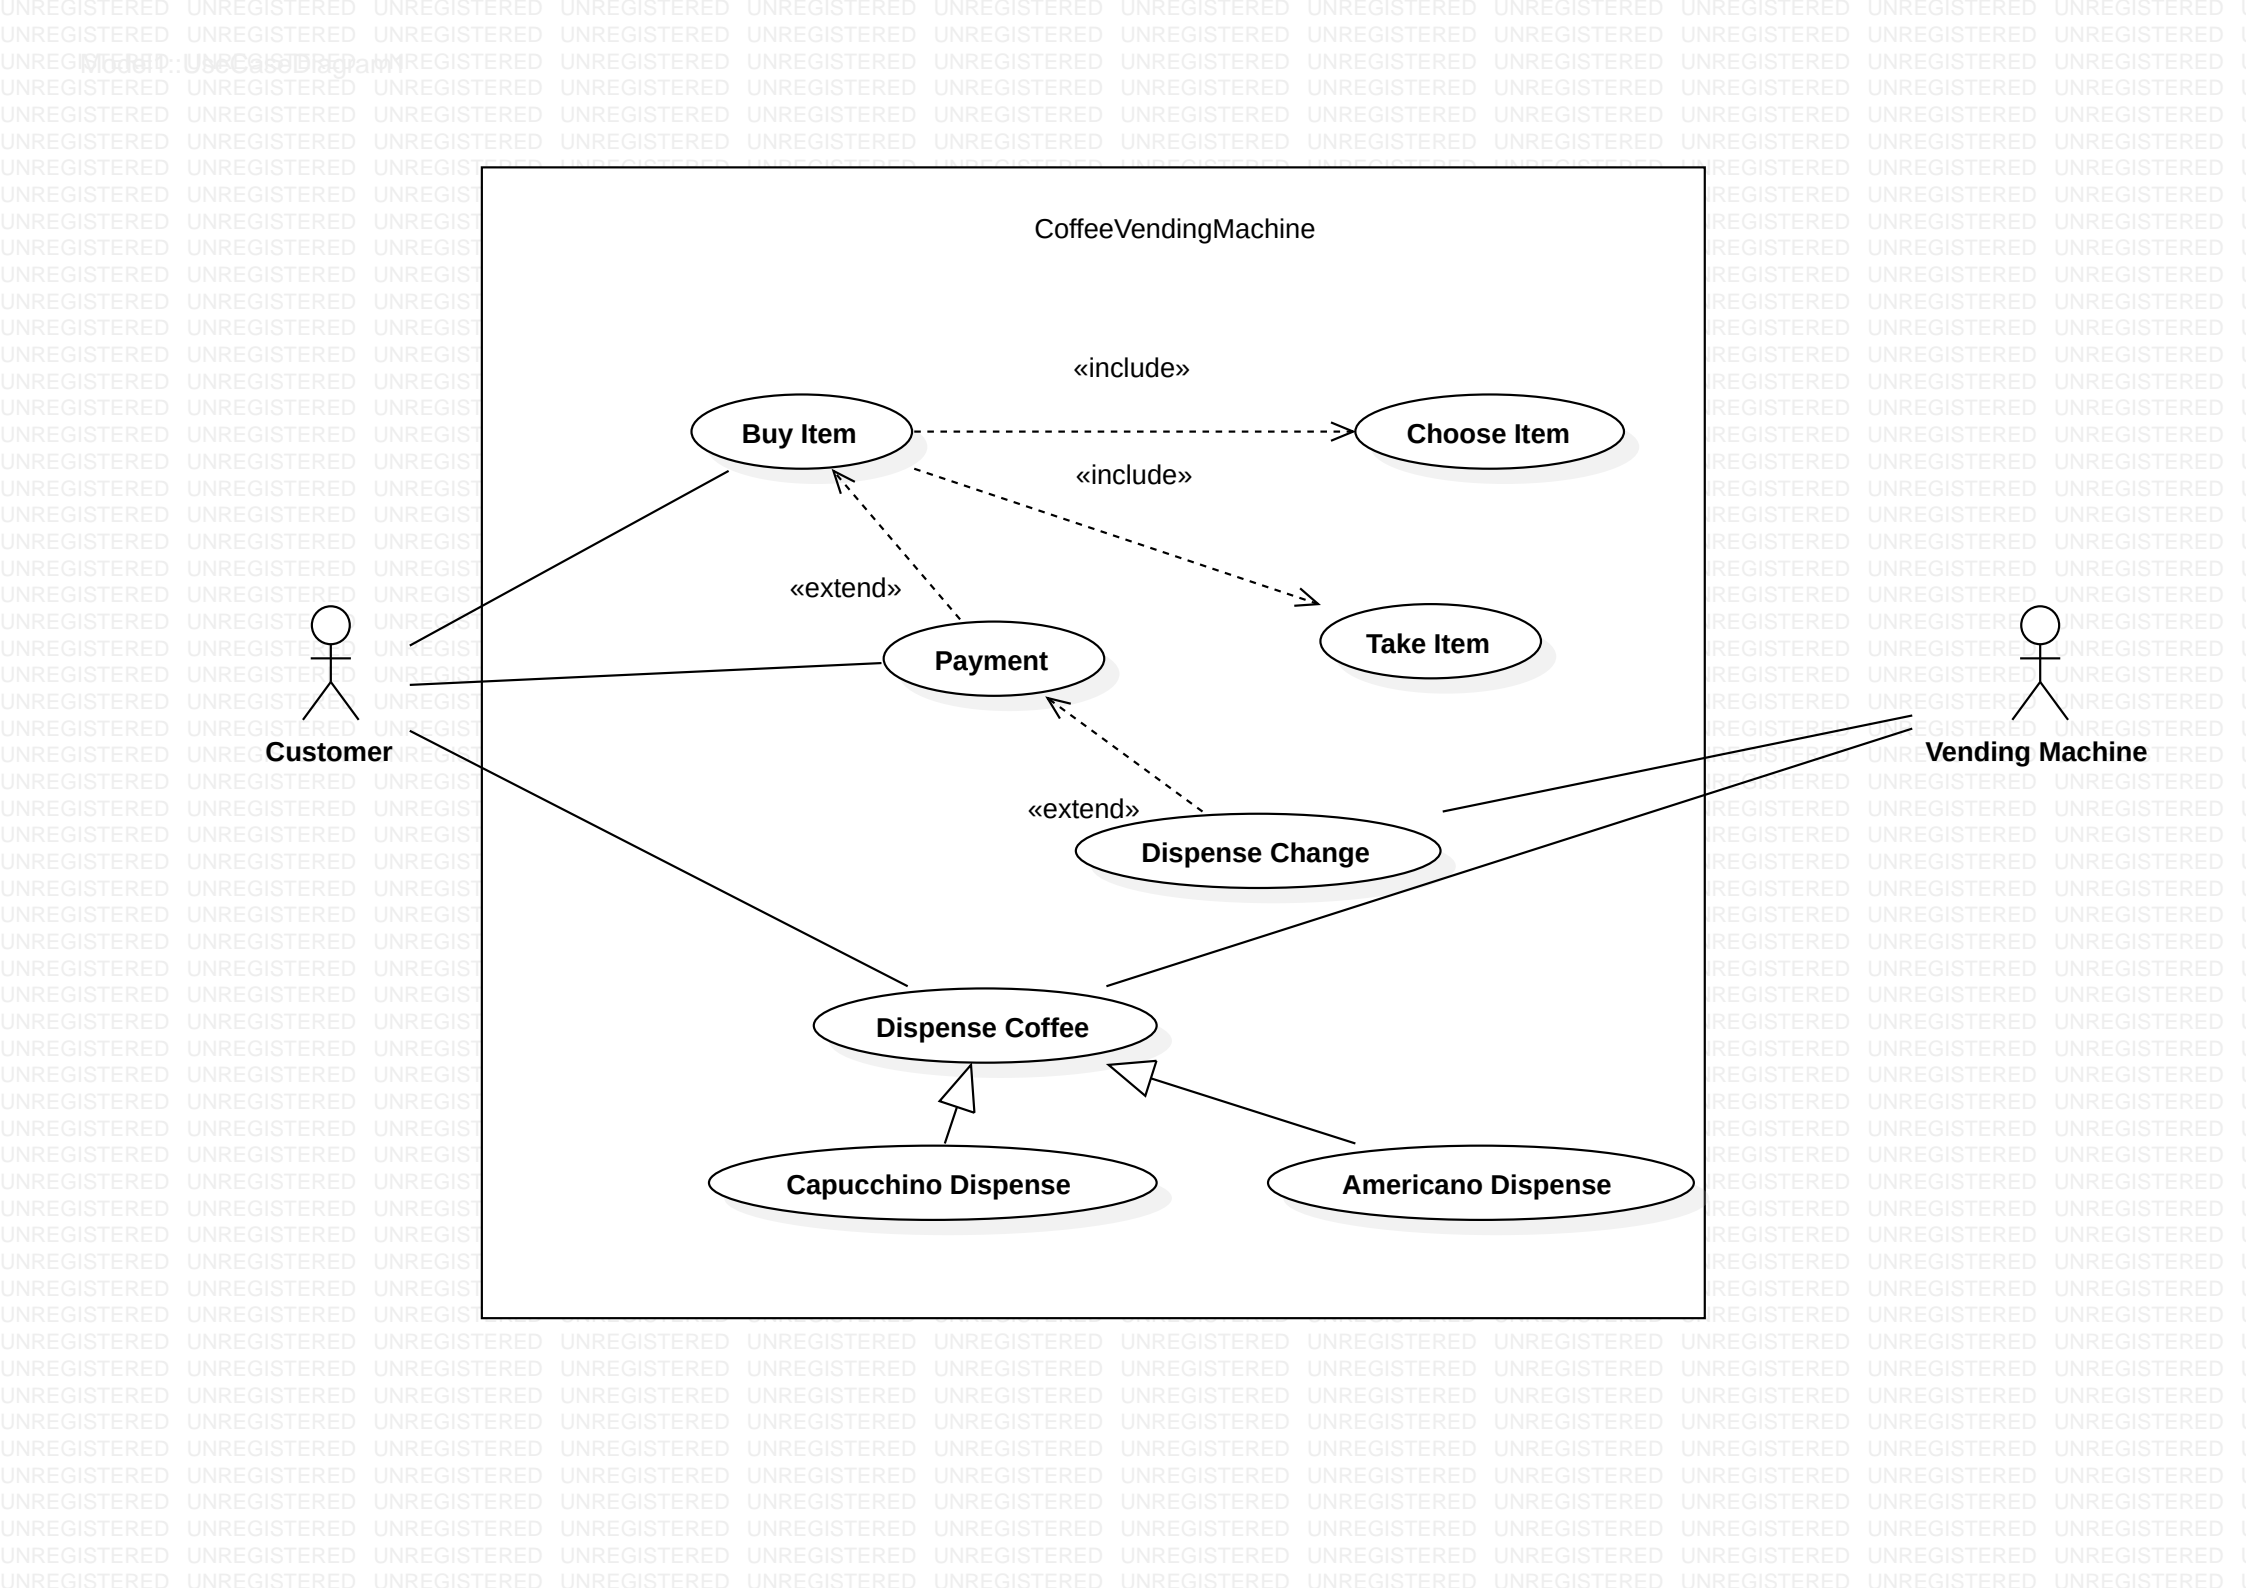 Model1::UseCaseDiagram1
CoffeeVendingMachine
«include»
Buy Item
Choose Item
«include»
«extend»
Payment
Take Item
Customer
Vending Machine
«extend»
Dispense Change
Dispense Coffee
Capucchino Dispense
Americano Dispense
UNREGISTERED